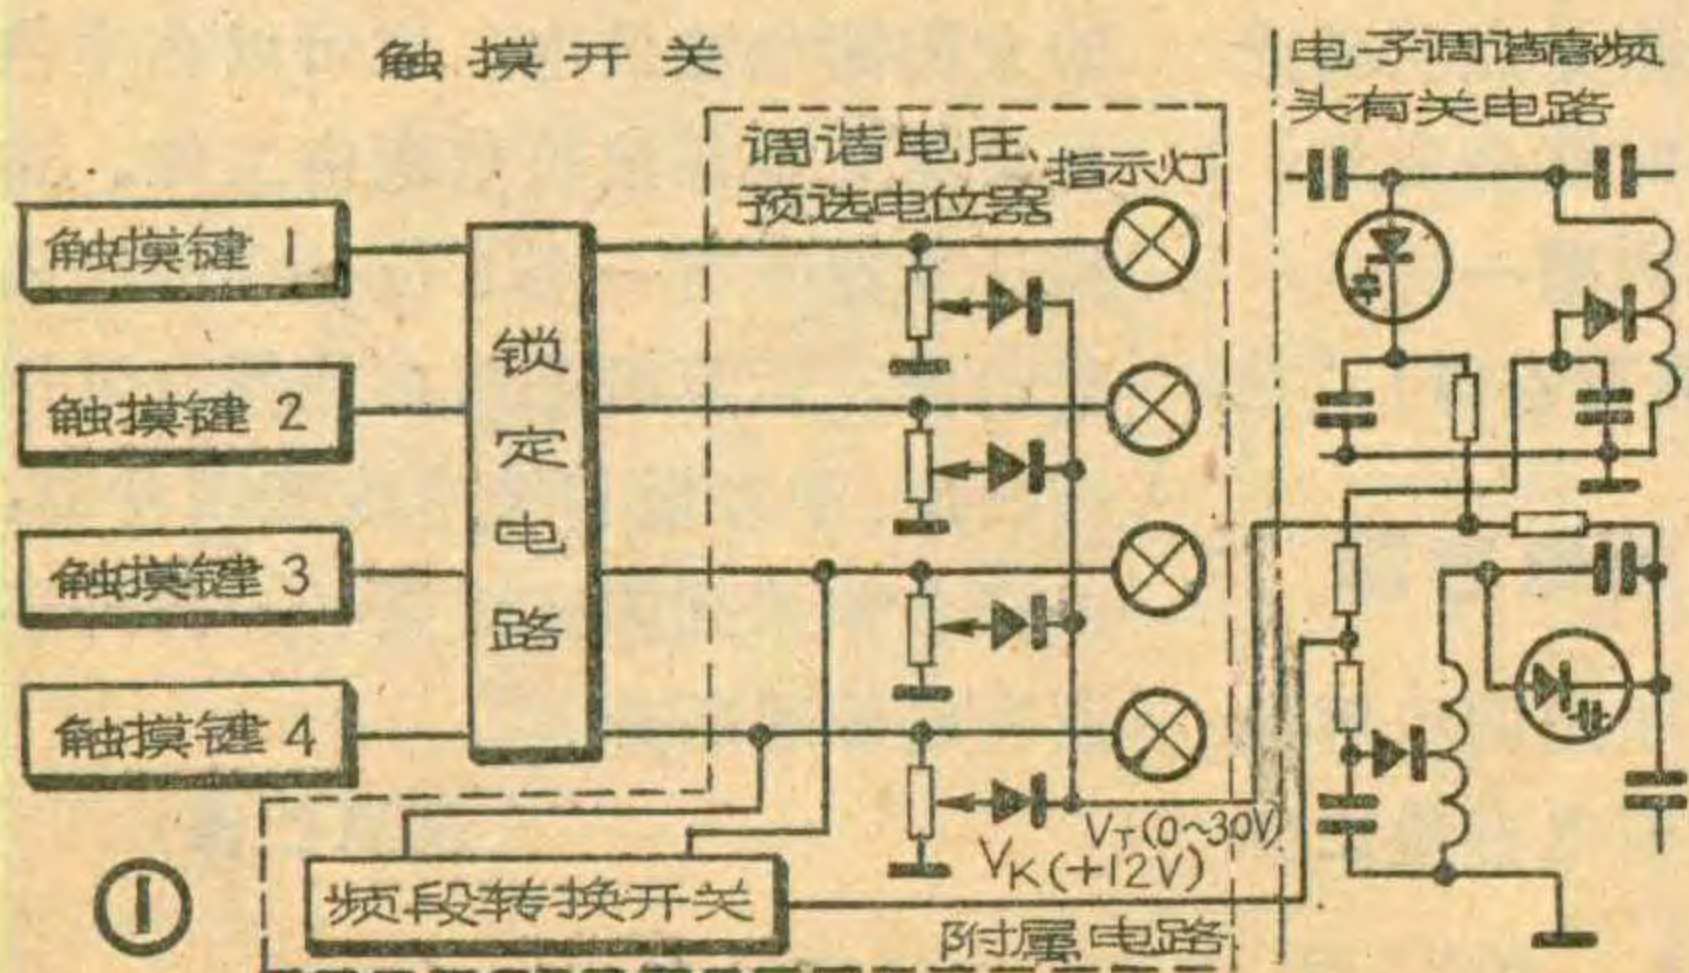 触摸开关
电子调谐高频
头有关电路
调谐电压、
预选电位器
指示灯
触摸键 1
触摸键 2
触摸键 3
触摸键 4
锁定电路
频段转换开关
VT(0~30V)
VK(+12V)
附属电路
①